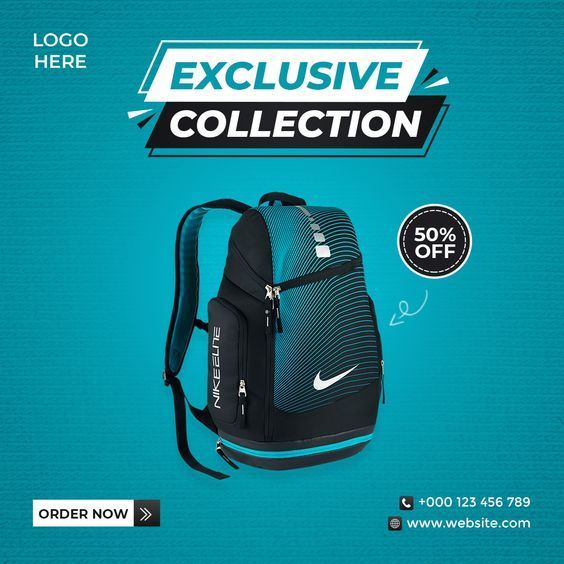 LOGO
HERE
EXCLUSIVE
COLLECTION
50%
OFF
NIKE ELITE
ORDER NOW
+000 123 456 789
www.website.com